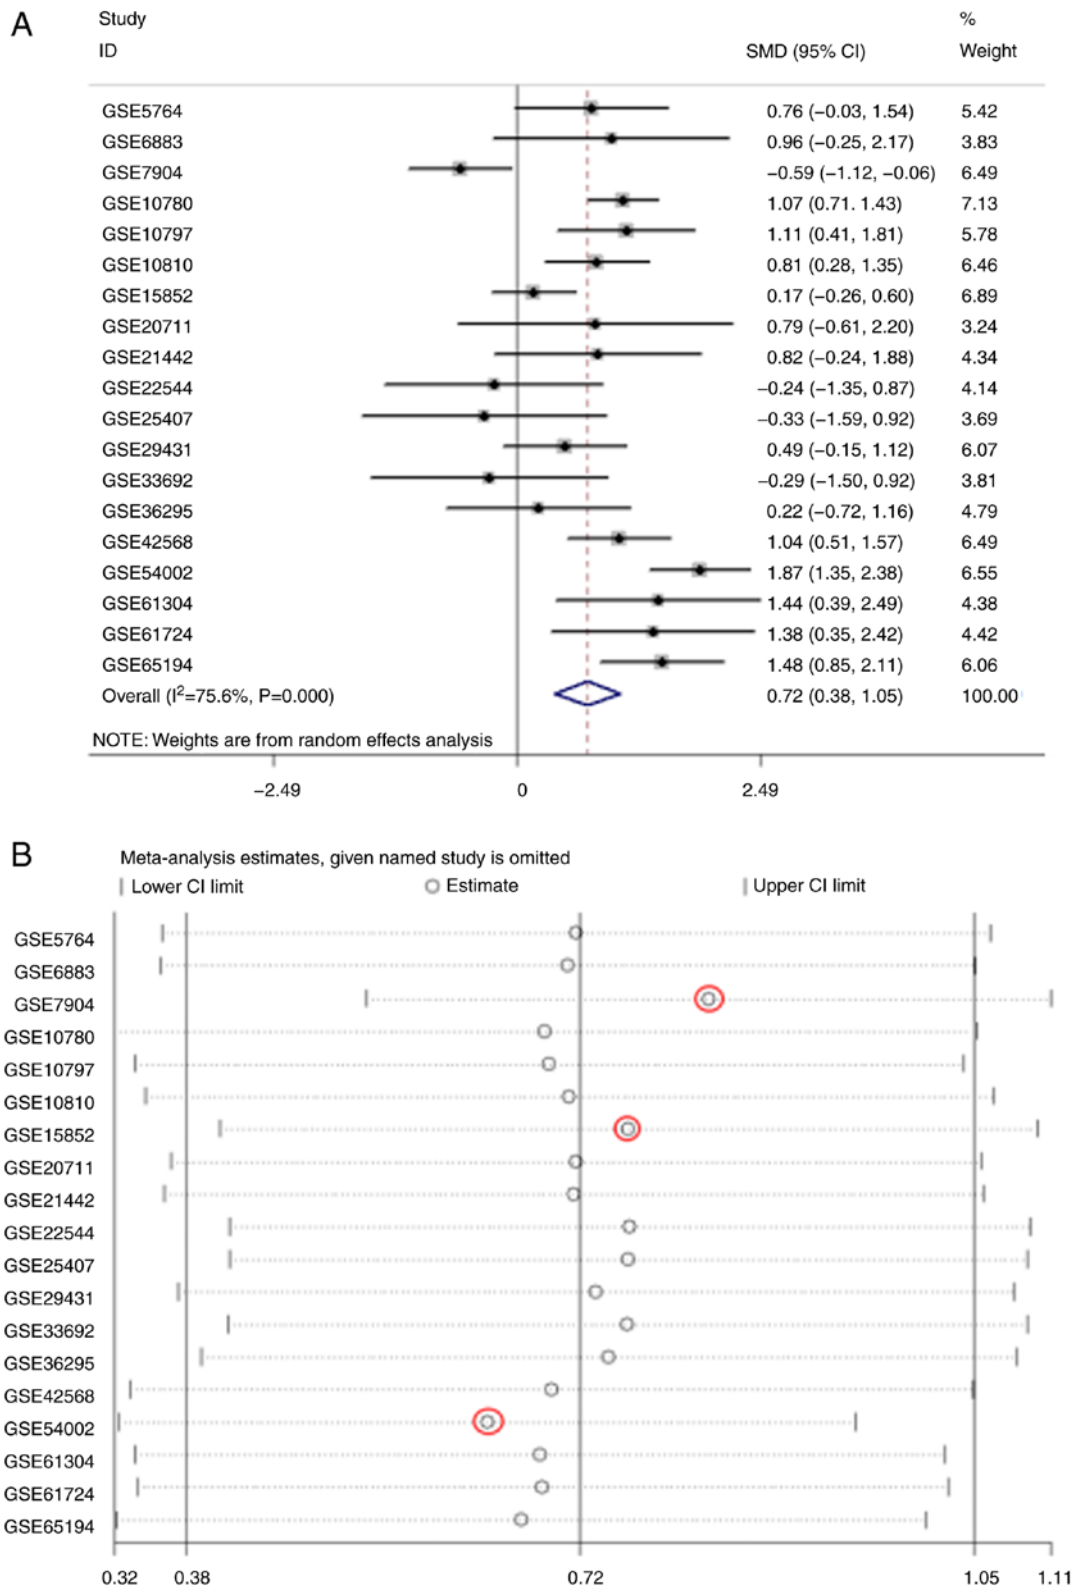 A
Study %
ID SMD (95% CI) Weight
GSE5764 0.76 (−0.03, 1.54) 5.42
GSE6883 0.96 (−0.25, 2.17) 3.83
GSE7904 −0.59 (−1.12, −0.06) 6.49
GSE10780 1.07 (0.71. 1.43) 7.13
GSE10797 1.11 (0.41, 1.81) 5.78
GSE10810 0.81 (0.28, 1.35) 6.46
GSE15852 0.17 (−0.26, 0.60) 6.89
GSE20711 0.79 (−0.61, 2.20) 3.24
GSE21442 0.82 (−0.24, 1.88) 4.34
GSE22544 −0.24 (−1.35, 0.87) 4.14
GSE25407 −0.33 (−1.59, 0.92) 3.69
GSE29431 0.49 (−0.15, 1.12) 6.07
GSE33692 −0.29 (−1.50, 0.92) 3.81
GSE36295 0.22 (−0.72, 1.16) 4.79
GSE42568 1.04 (0.51, 1.57) 6.49
GSE54002 1.87 (1.35, 2.38) 6.55
GSE61304 1.44 (0.39, 2.49) 4.38
GSE61724 1.38 (0.35, 2.42) 4.42
GSE65194 1.48 (0.85, 2.11) 6.06
Overall (I²=75.6%, P=0.000) 0.72 (0.38, 1.05) 100.00
NOTE: Weights are from random effects analysis
−2.49 0 2.49
B
Meta-analysis estimates, given named study is omitted
Lower CI limit Estimate Upper CI limit
GSE5764
GSE6883
GSE7904
GSE10780
GSE10797
GSE10810
GSE15852
GSE20711
GSE21442
GSE22544
GSE25407
GSE29431
GSE33692
GSE36295
GSE42568
GSE54002
GSE61304
GSE61724
GSE65194
0.32 0.38 0.72 1.05 1.11